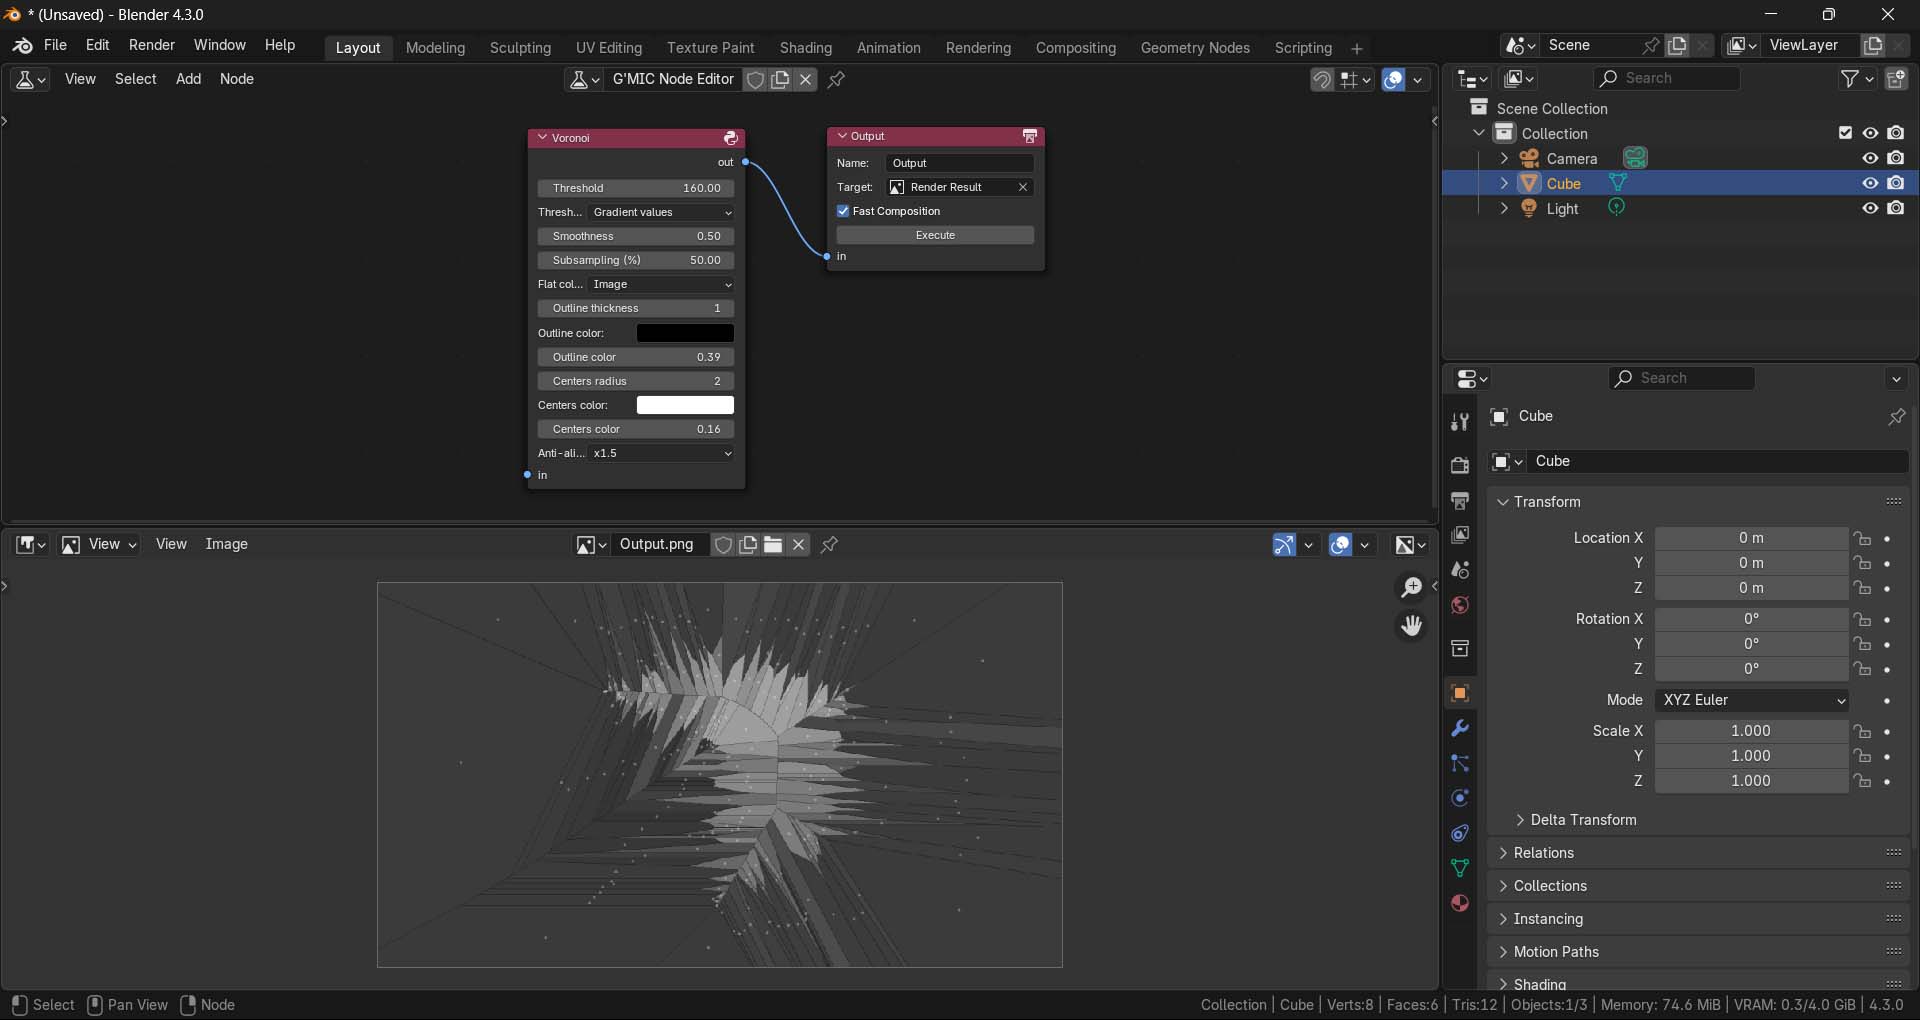 * (Unsaved) - Blender 4.3.0
File Edit Render Window Help Layout Modeling Sculpting UV Editing Texture Paint Shading Animation Rendering Compositing Geometry Nodes Scripting + Scene ViewLayer
View Select Add Node G'MIC Node Editor Search
Scene Collection
Collection
Camera
Cube
Light
Voronoi
out
Threshold 160.00
Thresh... Gradient values
Smoothness 0.50
Subsampling (%) 50.00
Flat col... Image
Outline thickness 1
Outline color:
Outline color 0.39
Centers radius 2
Centers color:
Centers color 0.16
Anti-ali... x1.5
in
Output
Name: Output
Target: Render Result
Fast Composition
Execute
in
Search
Cube
Cube
Transform
Location X 0 m
Y 0 m
Z 0 m
Rotation X 0°
Y 0°
Z 0°
Mode XYZ Euler
Scale X 1.000
Y 1.000
Z 1.000
Delta Transform
Relations
Collections
Instancing
Motion Paths
Shading
View View Image Output.png
Select Pan View Node Collection | Cube | Verts:8 | Faces:6 | Tris:12 | Objects:1/3 | Memory: 74.6 MiB | VRAM: 0.3/4.0 GiB | 4.3.0